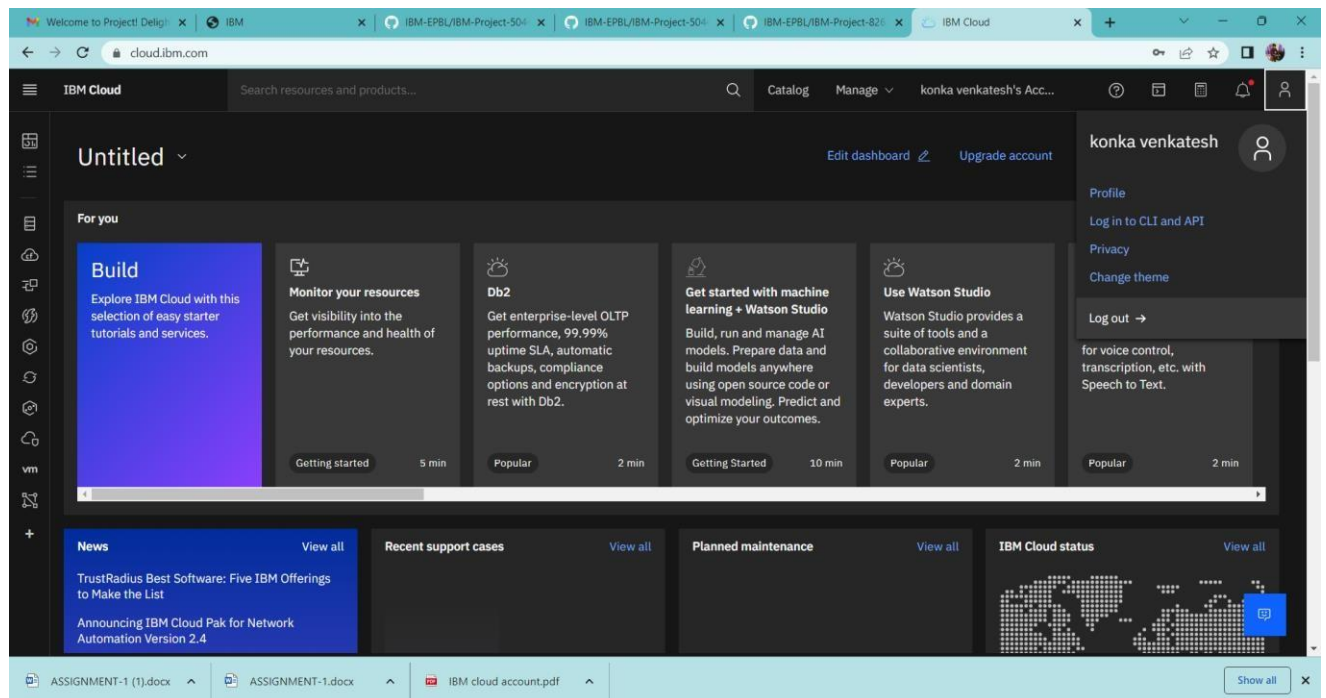 Welcome to Project! Deligh
IBM
IBM-EPBL/IBM-Project-504
IBM-EPBL/IBM-Project-504
IBM-EPBL/IBM-Project-826
IBM Cloud
cloud.ibm.com
IBM Cloud
Search resources and products...
Catalog
Manage
konka venkatesh's Acc...
Untitled
Edit dashboard
Upgrade account
konka venkatesh
Profile
Log in to CLI and API
Privacy
Change theme
Log out →
For you
Build
Explore IBM Cloud with this
selection of easy starter
tutorials and services.
Monitor your resources
Get visibility into the
performance and health of
your resources.
Getting started
5 min
Db2
Get enterprise-level OLTP
performance, 99.99%
uptime SLA, automatic
backups, compliance
options and encryption at
rest with Db2.
Popular
2 min
Get started with machine
learning + Watson Studio
Build, run and manage AI
models. Prepare data and
build models anywhere
using open source code or
visual modeling. Predict and
optimize your outcomes.
Getting Started
10 min
Use Watson Studio
Watson Studio provides a
suite of tools and a
collaborative environment
for data scientists,
developers and domain
experts.
Popular
2 min
for voice control,
transcription, etc. with
Speech to Text.
Popular
2 min
vm
News
View all
TrustRadius Best Software: Five IBM Offerings
to Make the List
Announcing IBM Cloud Pak for Network
Automation Version 2.4
Recent support cases
View all
Planned maintenance
View all
IBM Cloud status
View all
ASSIGNMENT-1 (1).docx
ASSIGNMENT-1.docx
IBM cloud account.pdf
Show all